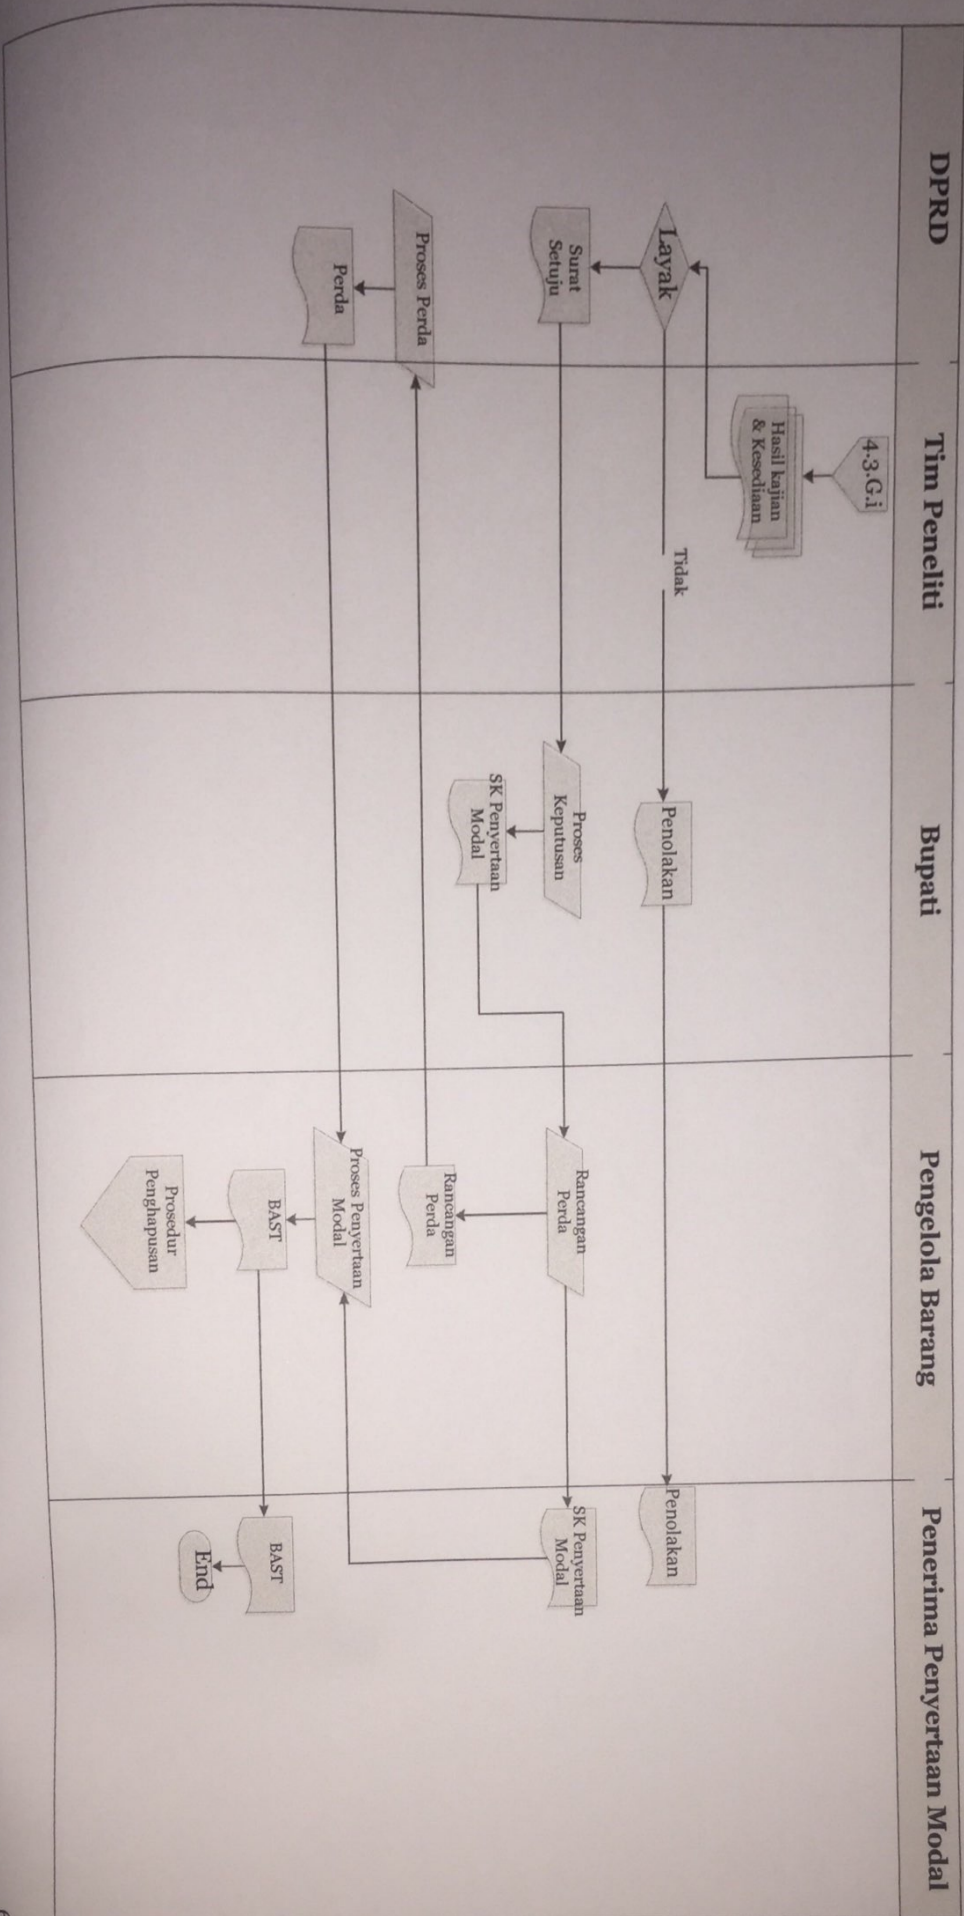 DPRD
Tim Peneliti
Bupati
Pengelola Barang
Penerima Penyertaan Modal
4.3.G.i
Hasil kajian
& Kesediaan
Layak
Tidak
Penolakan
Penolakan
Surat
Setuju
Proses
Keputusan
Rancangan
Perda
SK Penyertaan
Modal
SK Penyertaan
Modal
Proses Perda
Rancangan
Perda
Perda
Proses Penyertaan
Modal
BAST
BAST
Prosedur
Penghapusan
End